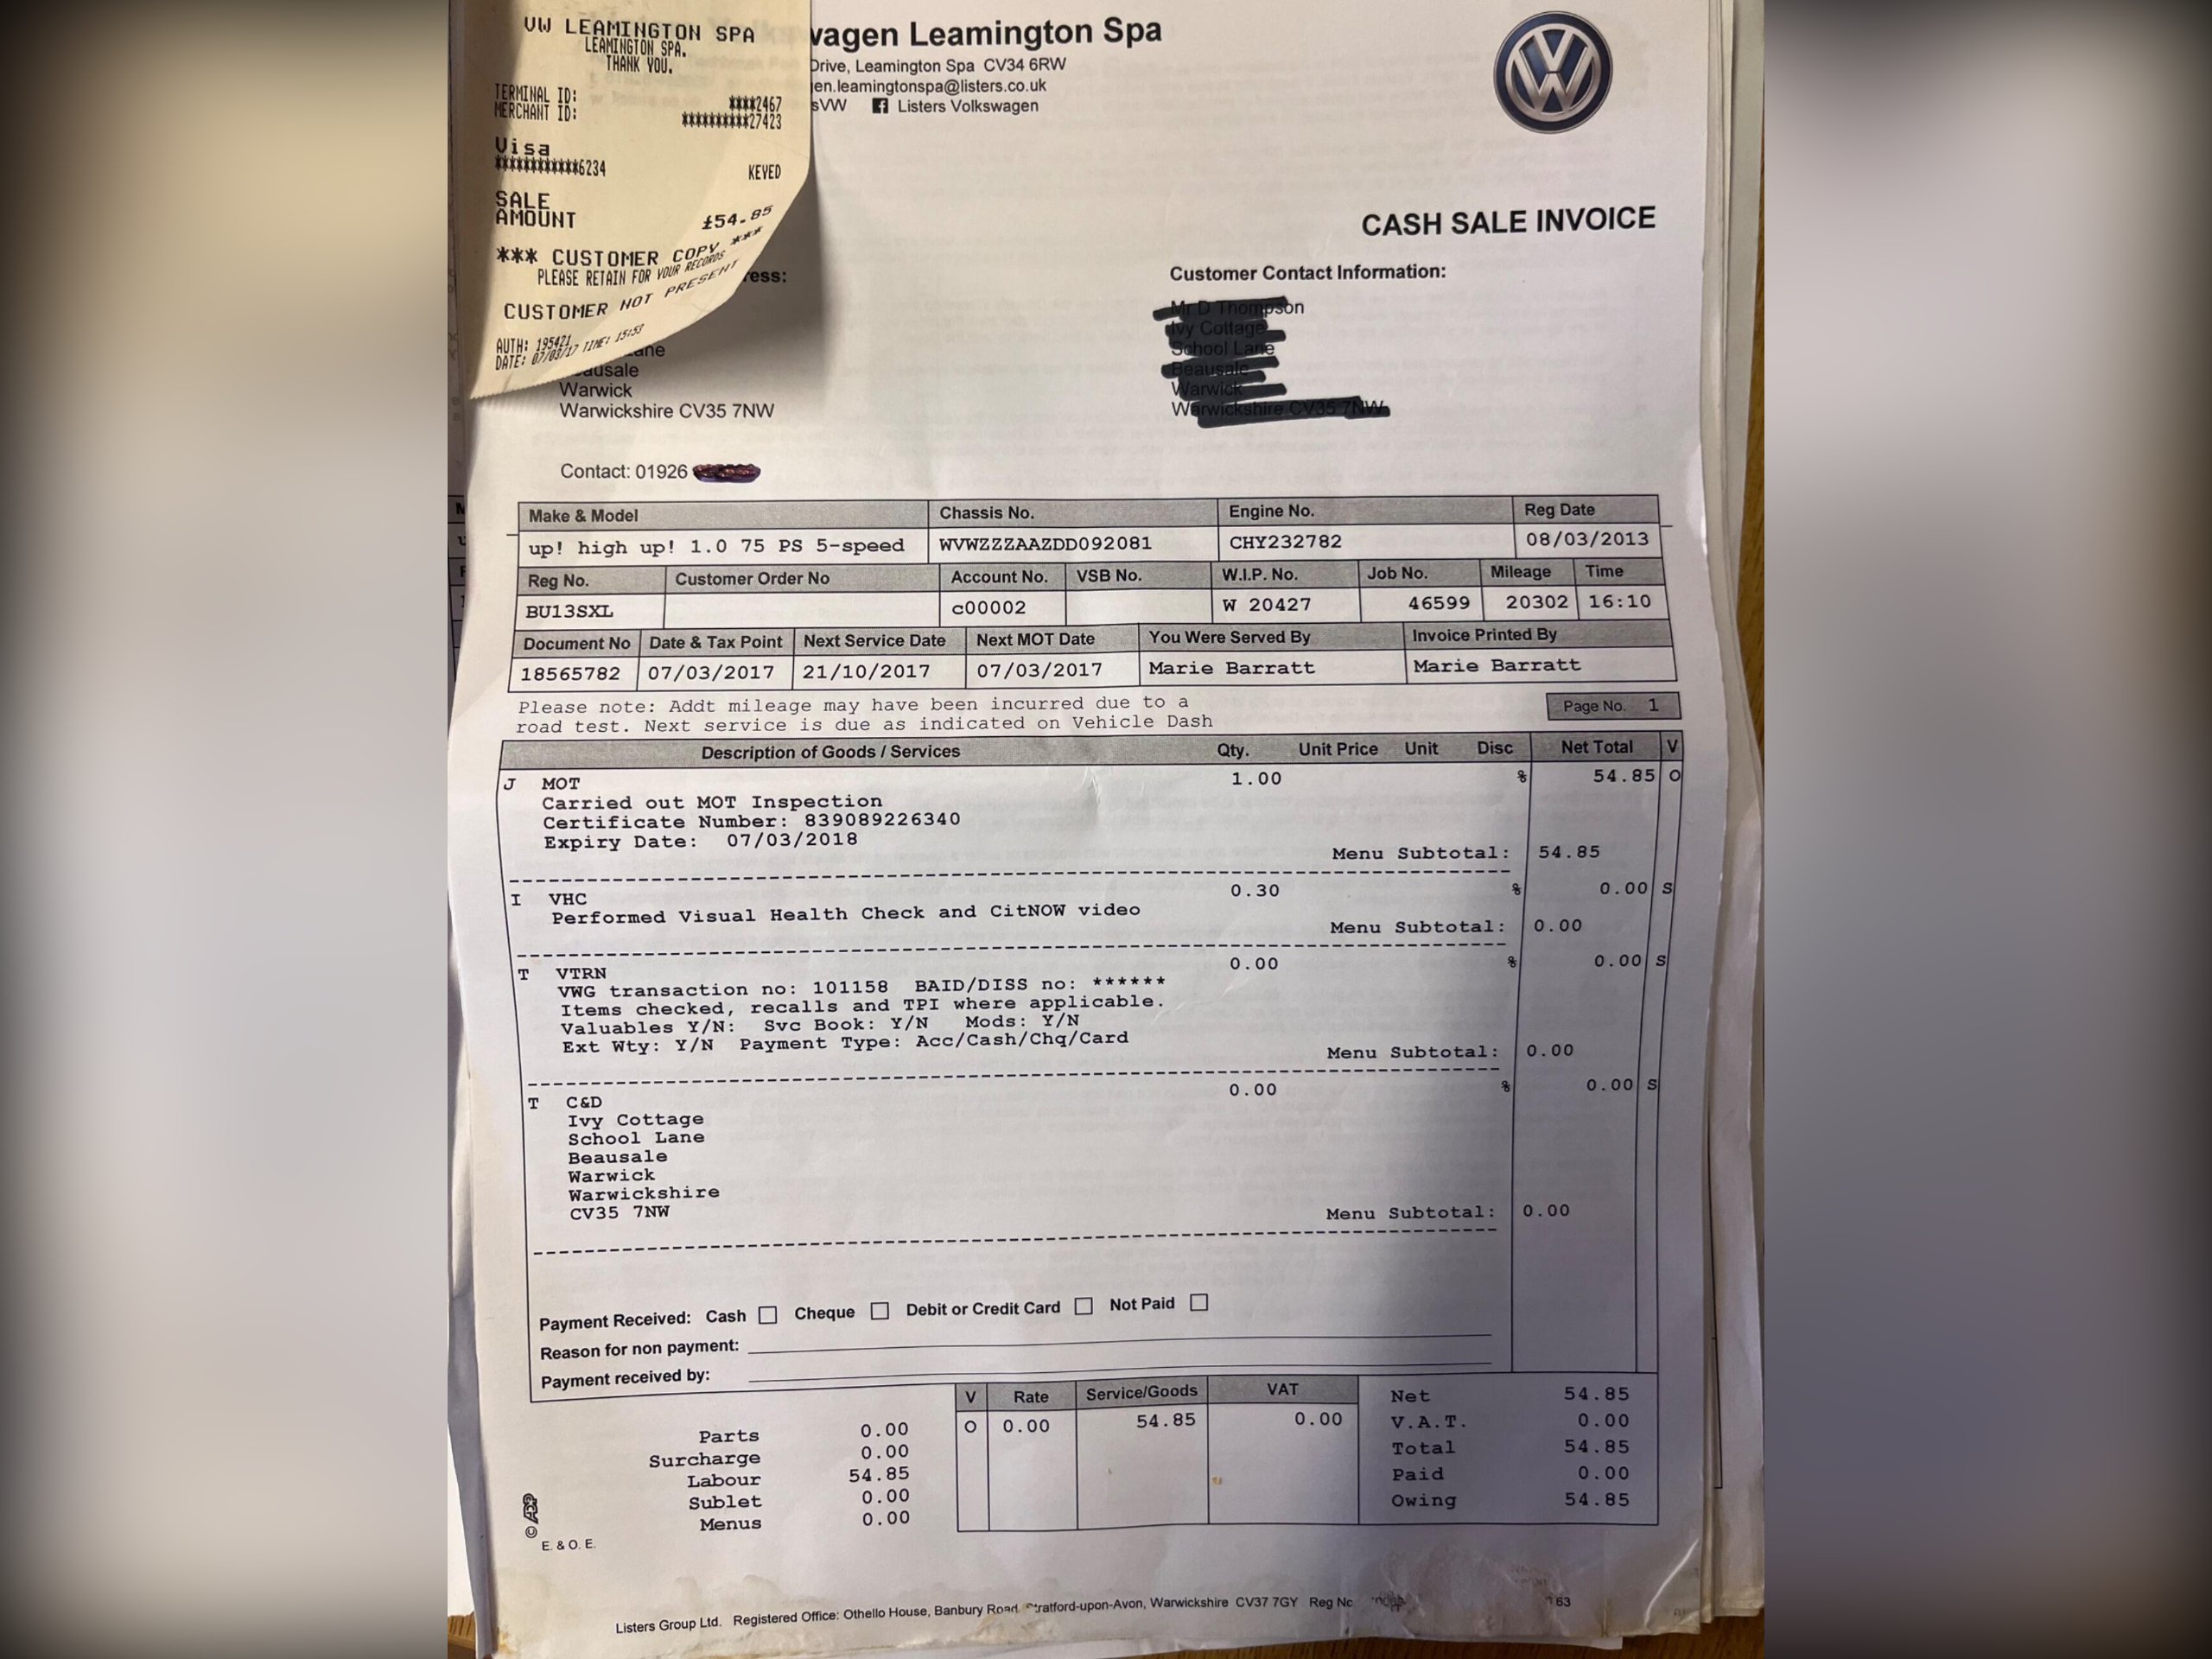 VW LEAMINGTON SPA
LEAMINGTON SPA.
THANK YOU.
TERMINAL ID: ****2467
MERCHANT ID: **********27423
Visa
************6234 KEYED
SALE
AMOUNT £54.85
*** CUSTOMER COPY ***
PLEASE RETAIN FOR YOUR RECORDS
CUSTOMER NOT PRESENT
AUTH: 195421
DATE: 07/03/17 TIME: 15:53
wagen Leamington Spa
Drive, Leamington Spa CV34 6RW
en.leamingtonspa@listers.co.uk
sVW Listers Volkswagen
CASH SALE INVOICE
ess:
Customer Contact Information:
ane
ausale
Warwick
Warwickshire CV35 7NW
Contact: 01926
Make & Model Chassis No. Engine No. Reg Date
up! high up! 1.0 75 PS 5-speed WVWZZZAAZDD092081 CHY232782 08/03/2013
Reg No. Customer Order No Account No. VSB No. W.I.P. No. Job No. Mileage Time
BU13SXL c00002 W 20427 46599 20302 16:10
Document No Date & Tax Point Next Service Date Next MOT Date You Were Served By Invoice Printed By
18565782 07/03/2017 21/10/2017 07/03/2017 Marie Barratt Marie Barratt
Please note: Addt mileage may have been incurred due to a
road test. Next service is due as indicated on Vehicle Dash
Page No. 1
Description of Goods / Services Qty. Unit Price Unit Disc Net Total V
J MOT 1.00 % 54.85 O
Carried out MOT Inspection
Certificate Number: 839089226340
Expiry Date: 07/03/2018
Menu Subtotal: 54.85
I VHC 0.30 % 0.00 S
Performed Visual Health Check and CitNOW video
Menu Subtotal: 0.00
T VTRN 0.00 % 0.00 S
VWG transaction no: 101158 BAID/DISS no: ******
Items checked, recalls and TPI where applicable.
Valuables Y/N: Svc Book: Y/N Mods: Y/N
Ext Wty: Y/N Payment Type: Acc/Cash/Chq/Card
Menu Subtotal: 0.00
T C&D 0.00 % 0.00 S
Ivy Cottage
School Lane
Beausale
Warwick
Warwickshire
CV35 7NW
Menu Subtotal: 0.00
Payment Received: Cash Cheque Debit or Credit Card Not Paid
Reason for non payment:
Payment received by:
Parts 0.00
Surcharge 0.00
Labour 54.85
Sublet 0.00
Menus 0.00
V Rate Service/Goods VAT
O 0.00 54.85 0.00
Net 54.85
V.A.T. 0.00
Total 54.85
Paid 0.00
Owing 54.85
© ADP
E. & O. E.
Listers Group Ltd. Registered Office: Othello House, Banbury Road, Stratford-upon-Avon, Warwickshire CV37 7GY Reg No 63